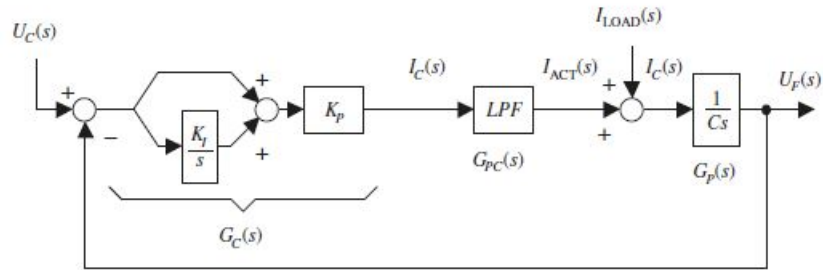 I_LOAD(s)
U_C(s)
I_C(s)
I_ACT(s)
I_C(s)
U_F(s)
+
−
K_I
s
+
+
K_P
LPF
+
+
1
Cs
G_PC(s)
G_P(s)
G_C(s)